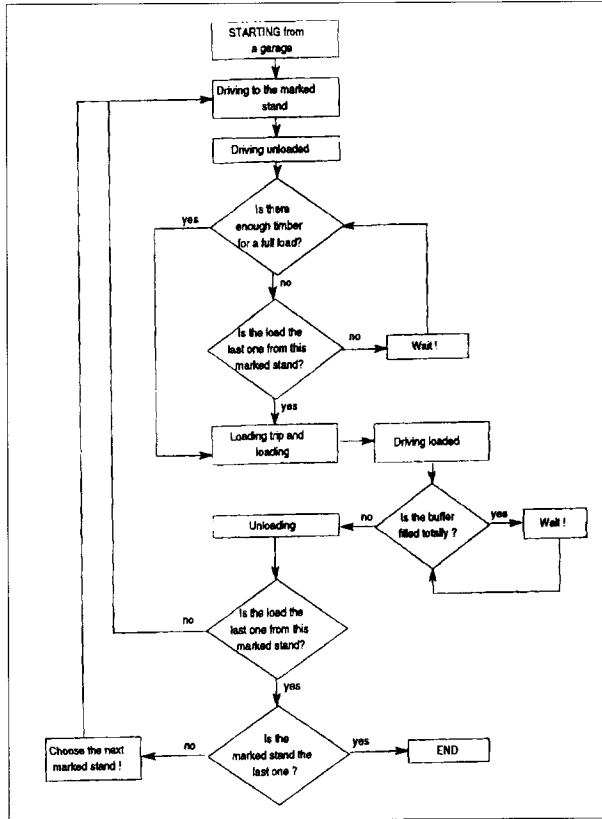 STARTING from
a garage
Driving to the marked
stand
Driving unloaded
Is there
enough timber
for a full load?
yes
no
Is the load the
last one from this
marked stand?
no
Wait !
yes
Loading trip and
loading
Driving loaded
Is the buffer
filled totally ?
no
yes
Wait !
Unloading
Is the load the
last one from this
marked stand?
no
yes
Is the
marked stand the
last one ?
no
yes
Choose the next
marked stand !
END